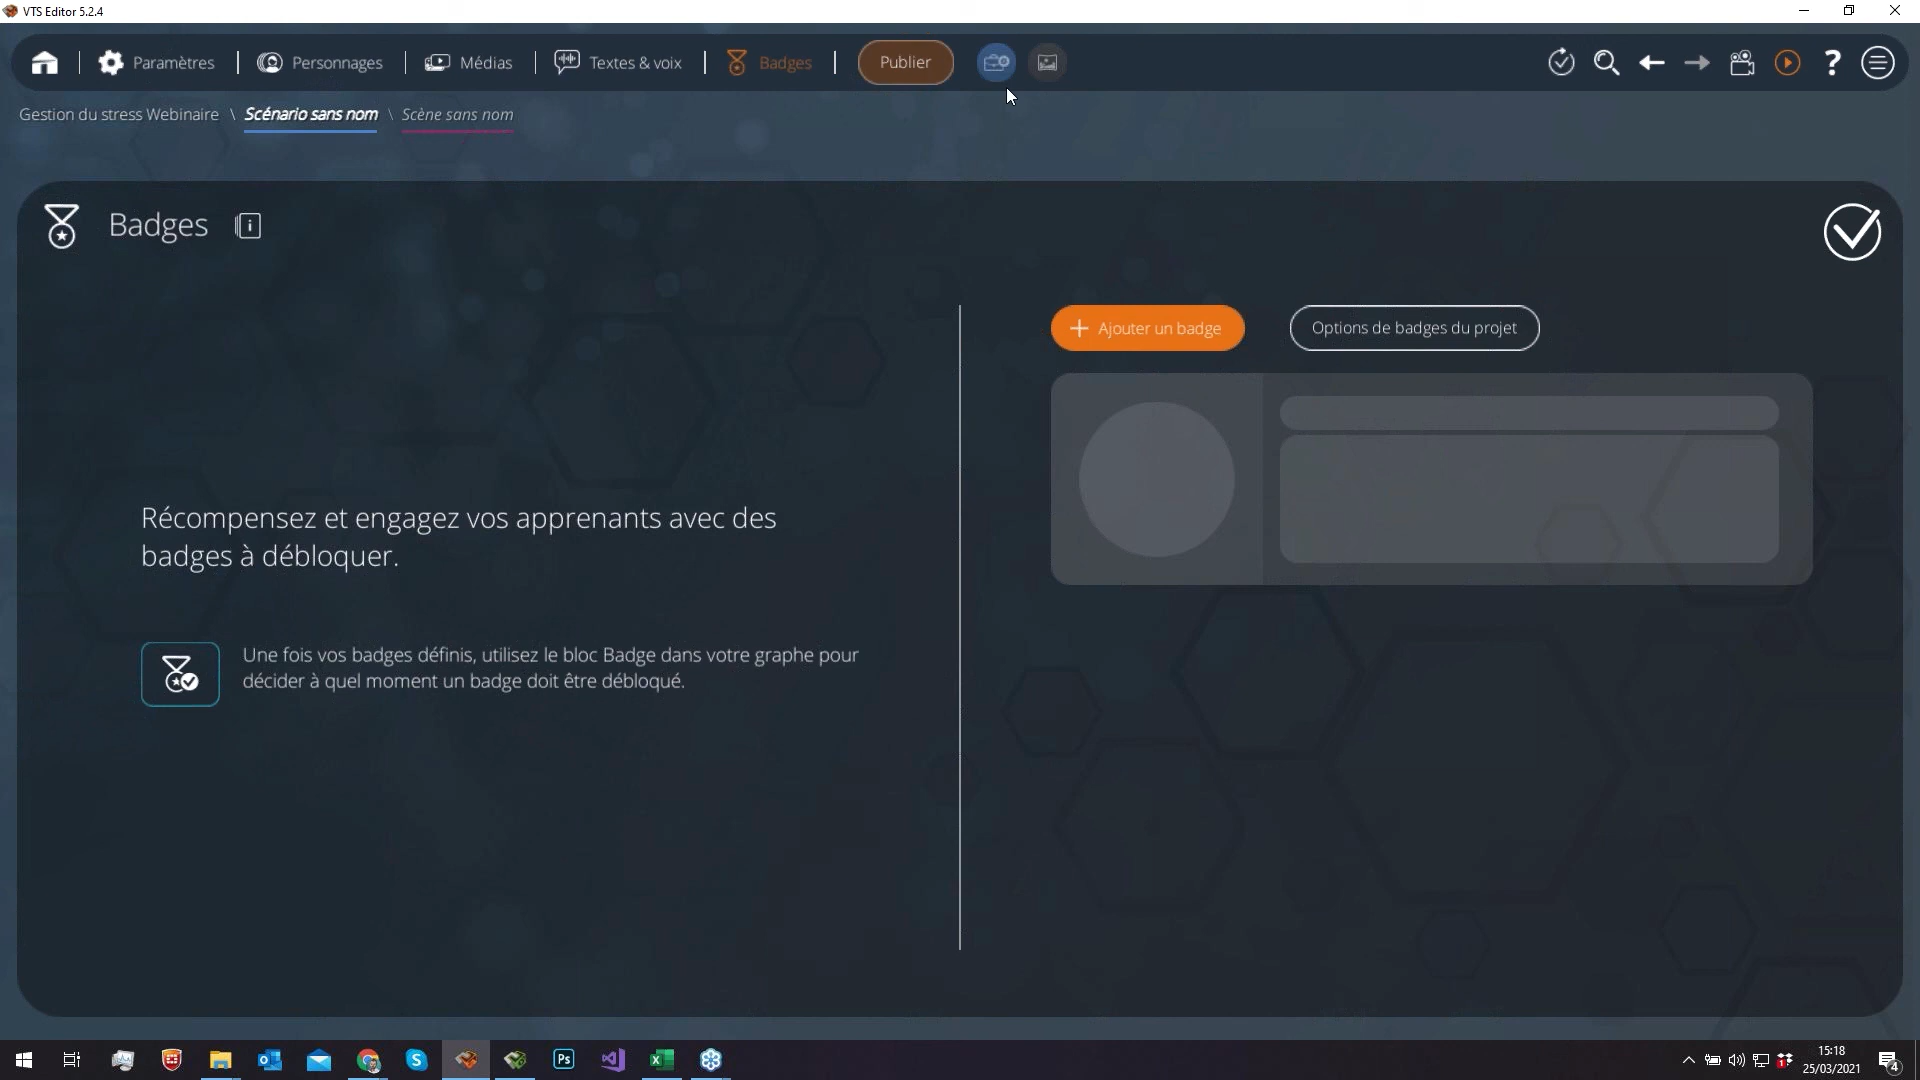 VTS Editor 5.2.4
Paramètres
Personnages
Médias
Textes & voix
Badges
Publier
?
Gestion du stress Webinaire \ Scénario sans nom \ Scène sans nom
Badges
i
+ Ajouter un badge
Options de badges du projet
Récompensez et engagez vos apprenants avec des
badges à débloquer.
Une fois vos badges définis, utilisez le bloc Badge dans votre graphe pour
décider à quel moment un badge doit être débloqué.
Ps
15:18
25/03/2021
4